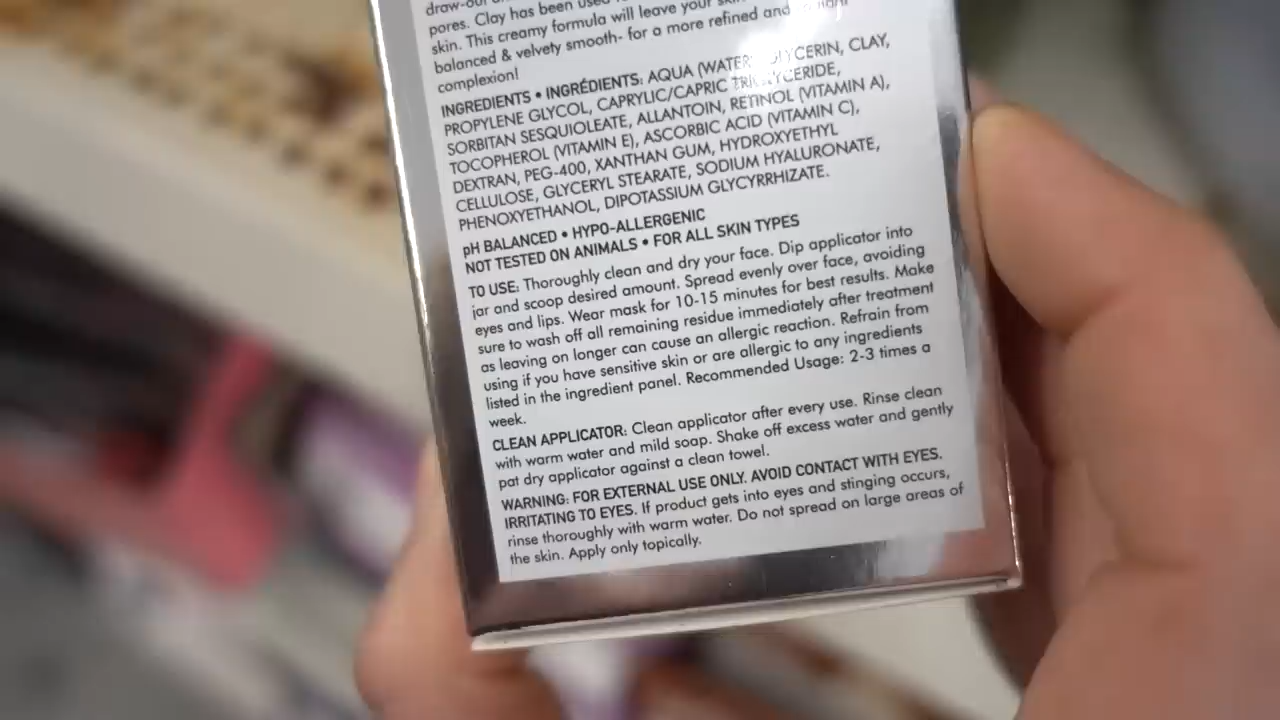 draw-out
pores. Clay has been used
skin. This creamy formula will leave your skin
balanced & velvety smooth- for a more refined and
complexion!
INGREDIENTS • INGRÉDIENTS: AQUA (WATER), GLYCERIN, CLAY,
PROPYLENE GLYCOL, CAPRYLIC/CAPRIC TRIGLYCERIDE,
SORBITAN SESQUIOLEATE, ALLANTOIN, RETINOL (VITAMIN A),
TOCOPHEROL (VITAMIN E), ASCORBIC ACID (VITAMIN C),
DEXTRAN, PEG-400, XANTHAN GUM, HYDROXYETHYL
CELLULOSE, GLYCERYL STEARATE, SODIUM HYALURONATE,
PHENOXYETHANOL, DIPOTASSIUM GLYCYRRHIZATE.
pH BALANCED • HYPO-ALLERGENIC
NOT TESTED ON ANIMALS • FOR ALL SKIN TYPES
TO USE: Thoroughly clean and dry your face. Dip applicator into
jar and scoop desired amount. Spread evenly over face, avoiding
eyes and lips. Wear mask for 10-15 minutes for best results. Make
sure to wash off all remaining residue immediately after treatment
as leaving on longer can cause an allergic reaction. Refrain from
using if you have sensitive skin or are allergic to any ingredients
listed in the ingredient panel. Recommended Usage: 2-3 times a
week.
CLEAN APPLICATOR: Clean applicator after every use. Rinse clean
with warm water and mild soap. Shake off excess water and gently
pat dry applicator against a clean towel.
WARNING: FOR EXTERNAL USE ONLY. AVOID CONTACT WITH EYES.
IRRITATING TO EYES. If product gets into eyes and stinging occurs,
rinse thoroughly with warm water. Do not spread on large areas of
the skin. Apply only topically.